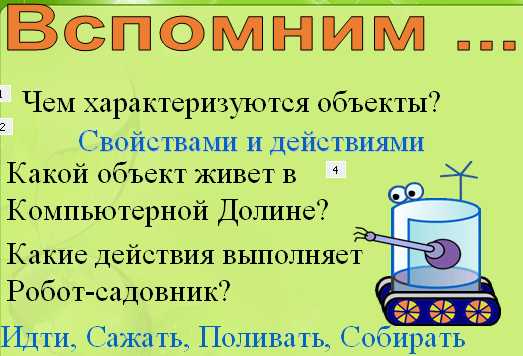 Вспомним ...
1
Чем характеризуются объекты?
2
Свойствами и действиями
Какой объект живет в
4
Компьютерной Долине?
Какие действия выполняет
Робот-садовник?
Идти, Сажать, Поливать, Собирать